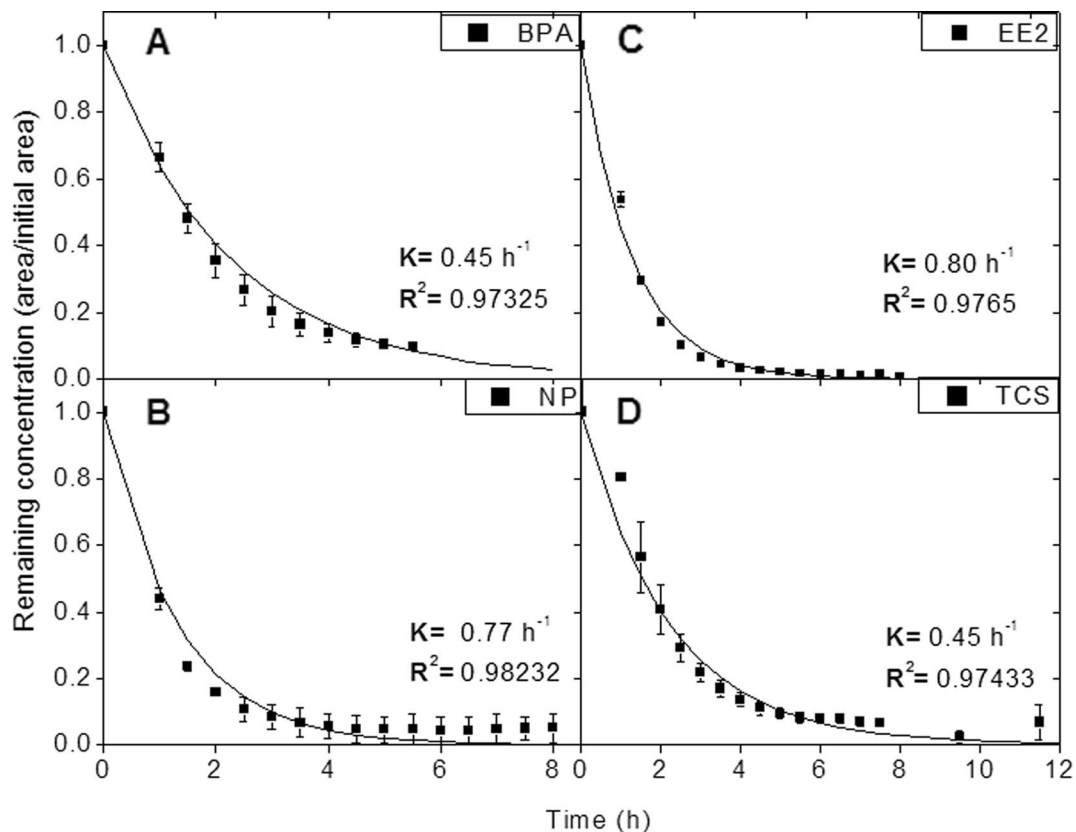 Remaining concentration (area/initial area)
A
BPA
1.0
0.8
0.6
0.4
0.2
0.0
K= 0.45 h⁻¹
R²= 0.97325
C
EE2
K= 0.80 h⁻¹
R²= 0.9765
B
NP
1.0
0.8
0.6
0.4
0.2
0.0
K= 0.77 h⁻¹
R²= 0.98232
0 2 4 6 8
D
TCS
K= 0.45 h⁻¹
R²= 0.97433
0 2 4 6 8 10 12
Time (h)